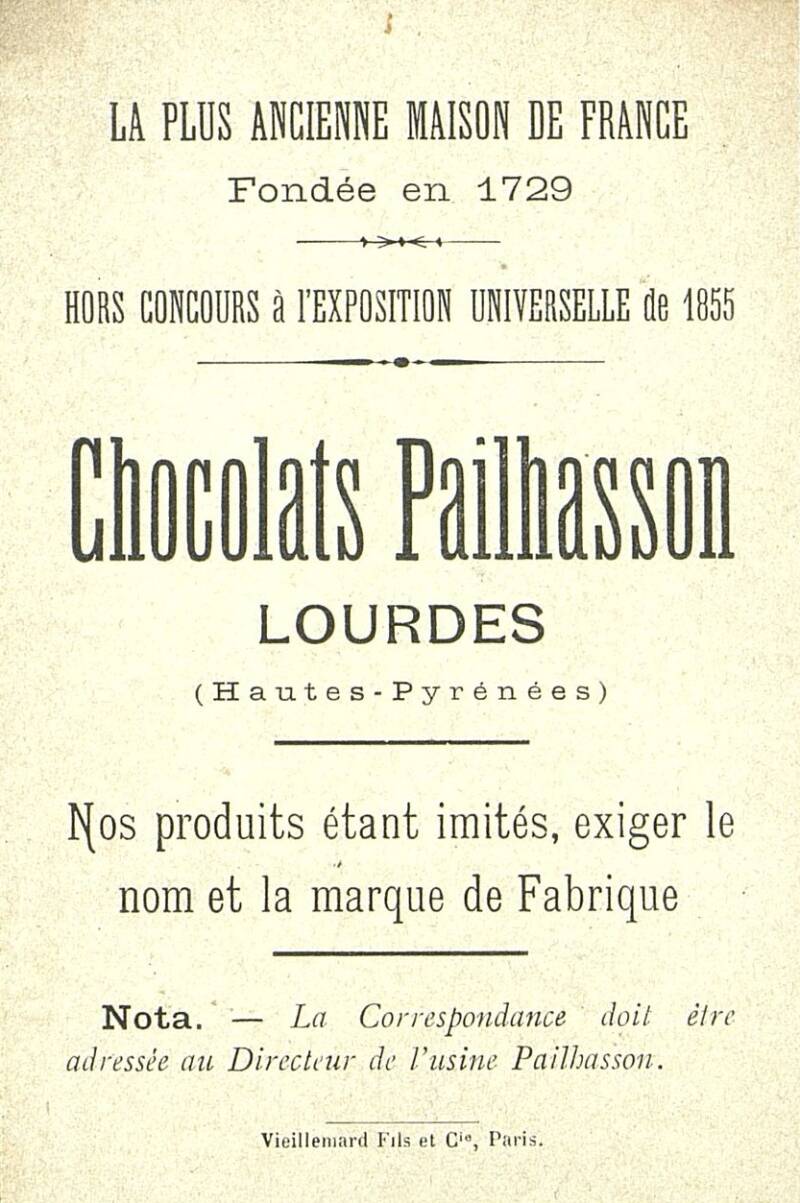 LA PLUS ANCIENNE MAISON DE FRANCE
Fondée en 1729
HORS CONCOURS à l'EXPOSITION UNIVERSELLE de 1855
Chocolats Pailhasson
LOURDES
(Hautes-Pyrénées)
Nos produits étant imités, exiger le
nom et la marque de Fabrique
Nota. — La Correspondance doit être
adressée au Directeur de l'usine Pailhasson.
Vieillemard Fils et Cie, Paris.